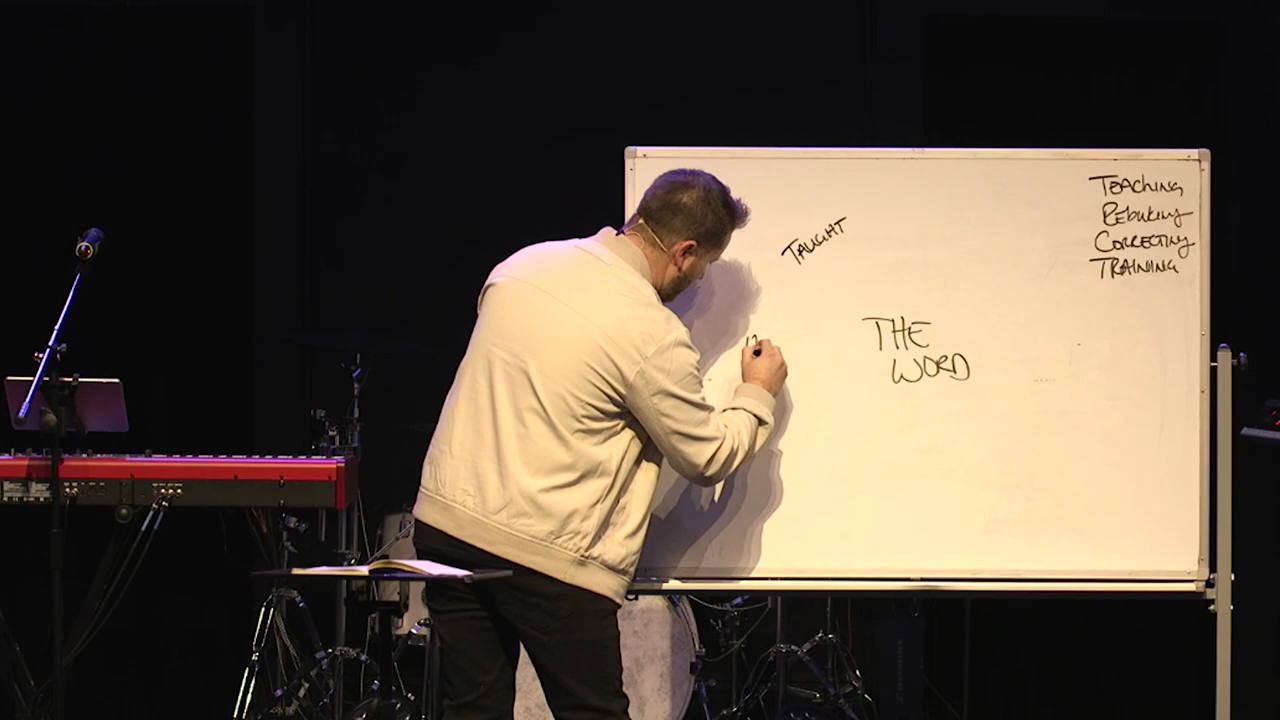 TEACHING
REBUKING
CORRECTING
TRAINING
TAUGHT
THE
WORD